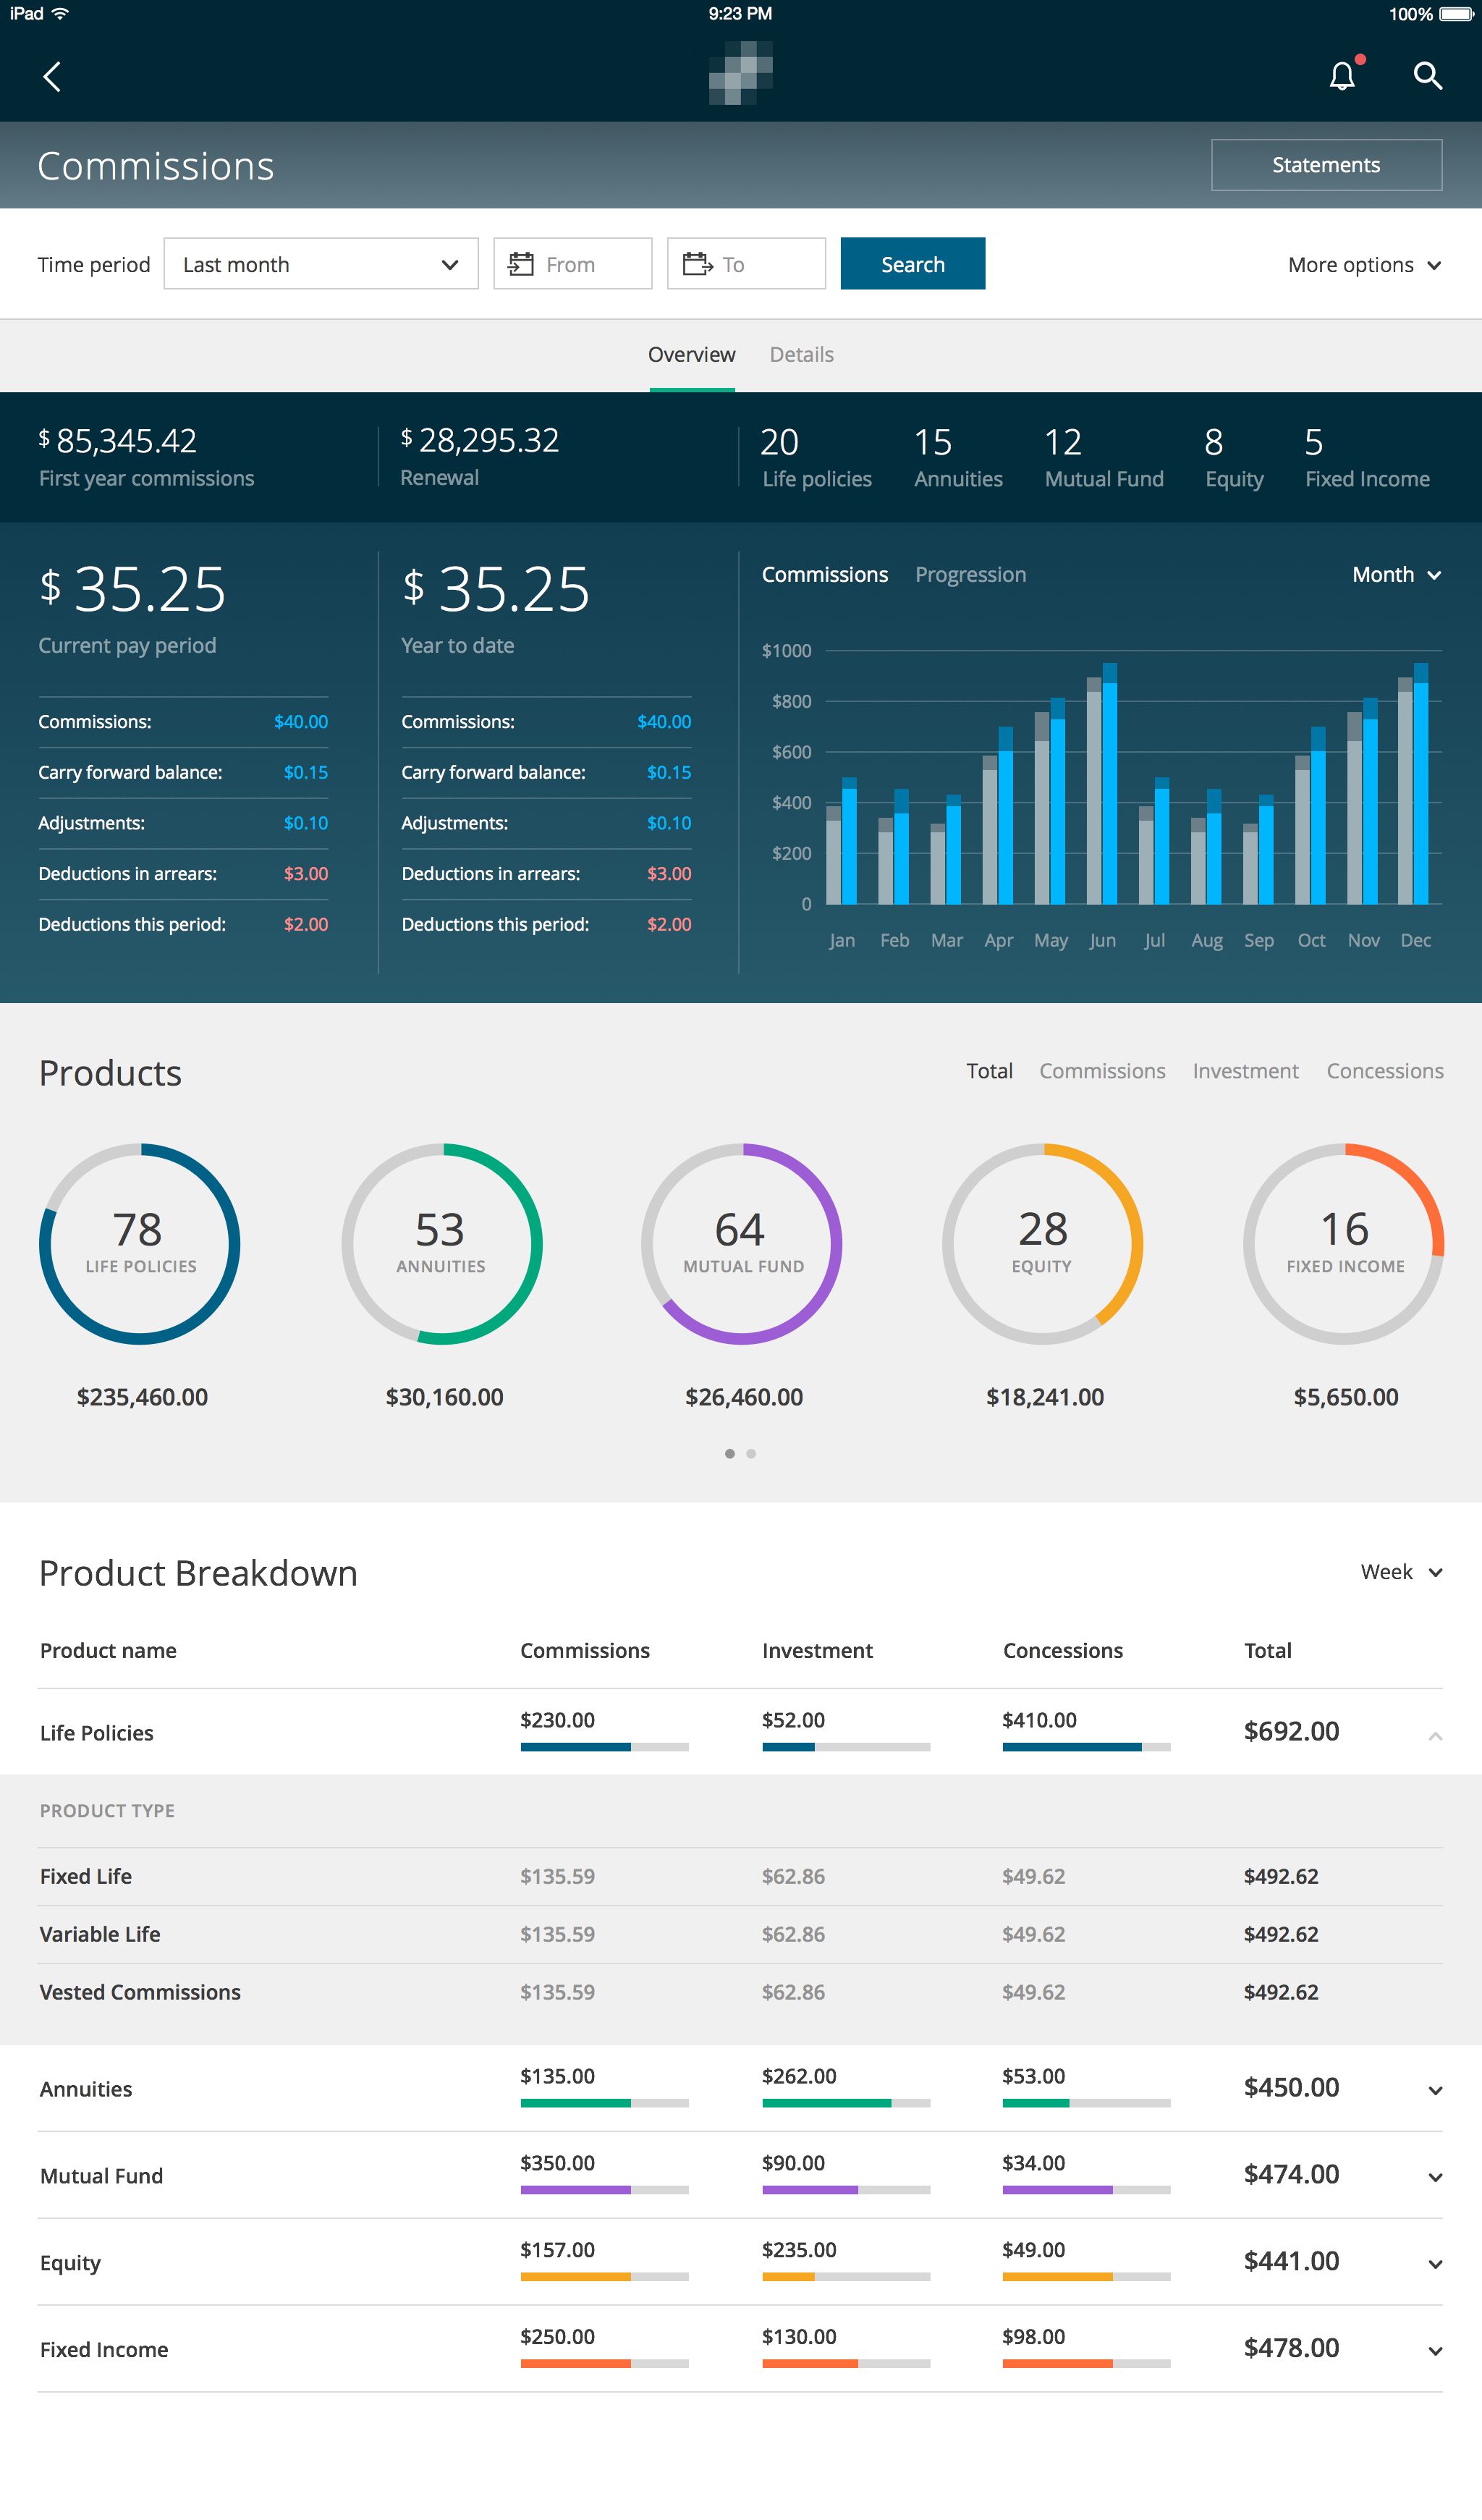 iPad 9:23 PM 100%
Commissions Statements
Time period Last month From To Search More options
Overview Details
$ 85,345.42 $ 28,295.32 20 15 12 8 5
First year commissions Renewal Life policies Annuities Mutual Fund Equity Fixed Income
$ 35.25 $ 35.25
Current pay period Year to date
Commissions: $40.00 Commissions: $40.00
Carry forward balance: $0.15 Carry forward balance: $0.15
Adjustments: $0.10 Adjustments: $0.10
Deductions in arrears: $3.00 Deductions in arrears: $3.00
Deductions this period: $2.00 Deductions this period: $2.00
Commissions Progression Month
$1000
$800
$600
$400
$200
0
Jan Feb Mar Apr May Jun Jul Aug Sep Oct Nov Dec
Products Total Commissions Investment Concessions
78 53 64 28 16
LIFE POLICIES ANNUITIES MUTUAL FUND EQUITY FIXED INCOME
$235,460.00 $30,160.00 $26,460.00 $18,241.00 $5,650.00
Product Breakdown Week
Product name Commissions Investment Concessions Total
Life Policies $230.00 $52.00 $410.00 $692.00
PRODUCT TYPE
Fixed Life $135.59 $62.86 $49.62 $492.62
Variable Life $135.59 $62.86 $49.62 $492.62
Vested Commissions $135.59 $62.86 $49.62 $492.62
Annuities $135.00 $262.00 $53.00 $450.00
Mutual Fund $350.00 $90.00 $34.00 $474.00
Equity $157.00 $235.00 $49.00 $441.00
Fixed Income $250.00 $130.00 $98.00 $478.00